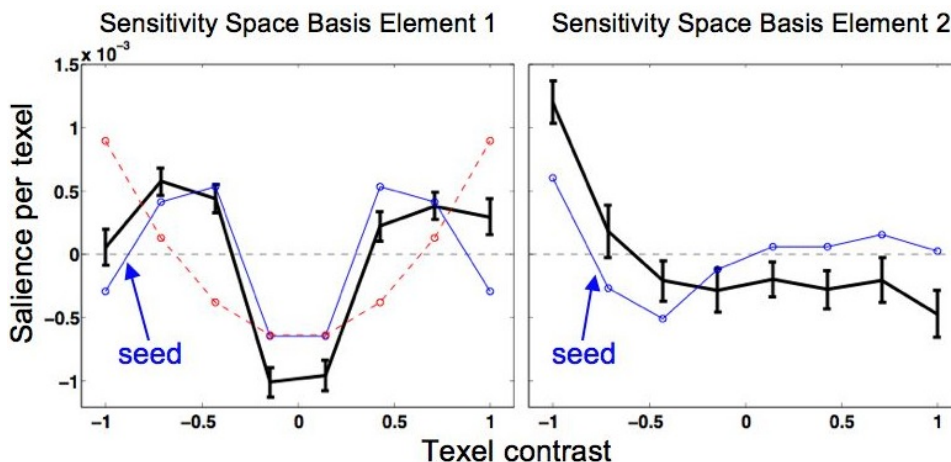 Sensitivity Space Basis Element 1
Sensitivity Space Basis Element 2
x 10⁻³
1.5
1
0.5
0
−0.5
−1
Salience per texel
seed
seed
−1 −0.5 0 0.5 1
−1 −0.5 0 0.5 1
Texel contrast